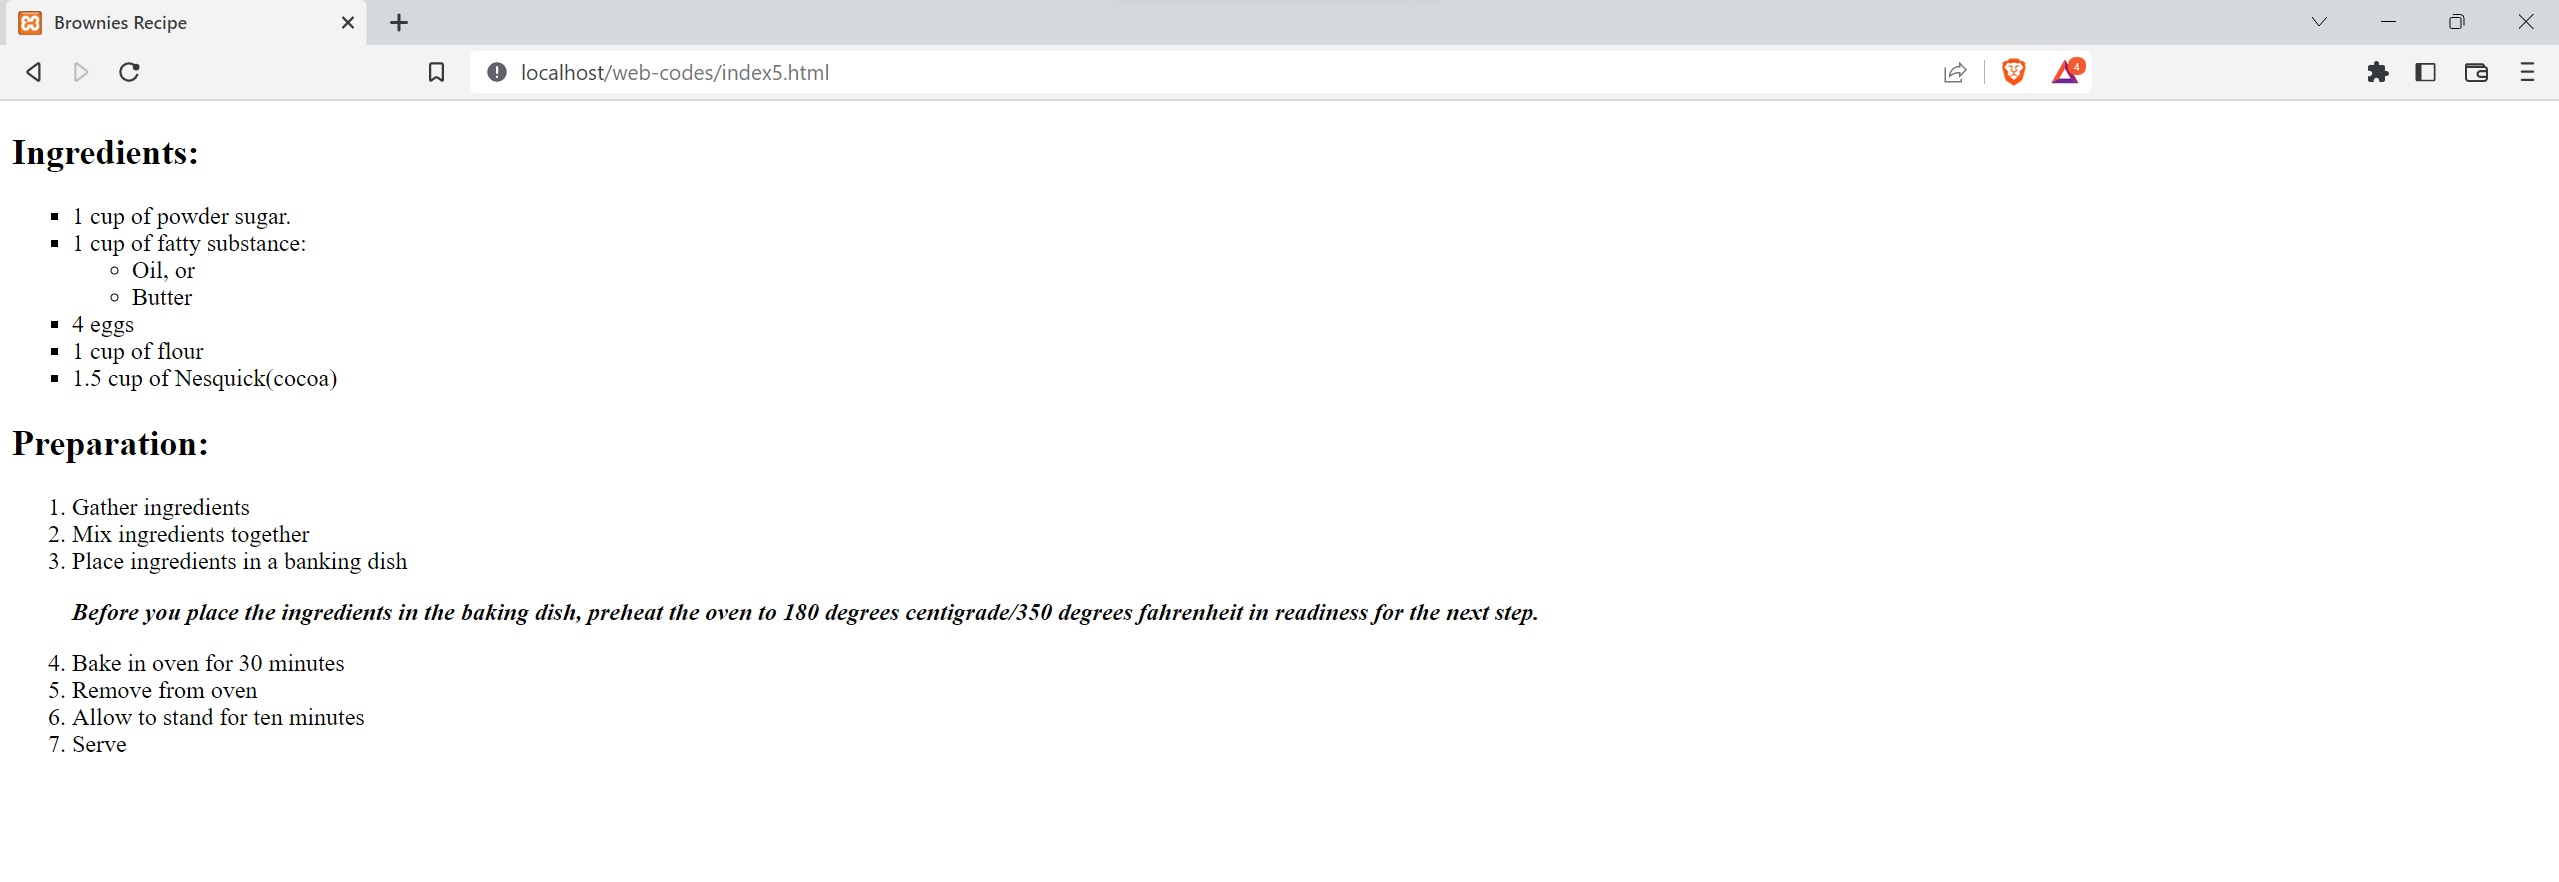 Brownies Recipe
localhost/web-codes/index5.html
4
Ingredients:
1 cup of powder sugar.
1 cup of fatty substance:
Oil, or
Butter
4 eggs
1 cup of flour
1.5 cup of Nesquick(cocoa)
Preparation:
1. Gather ingredients
2. Mix ingredients together
3. Place ingredients in a banking dish
Before you place the ingredients in the baking dish, preheat the oven to 180 degrees centigrade/350 degrees fahrenheit in readiness for the next step.
4. Bake in oven for 30 minutes
5. Remove from oven
6. Allow to stand for ten minutes
7. Serve